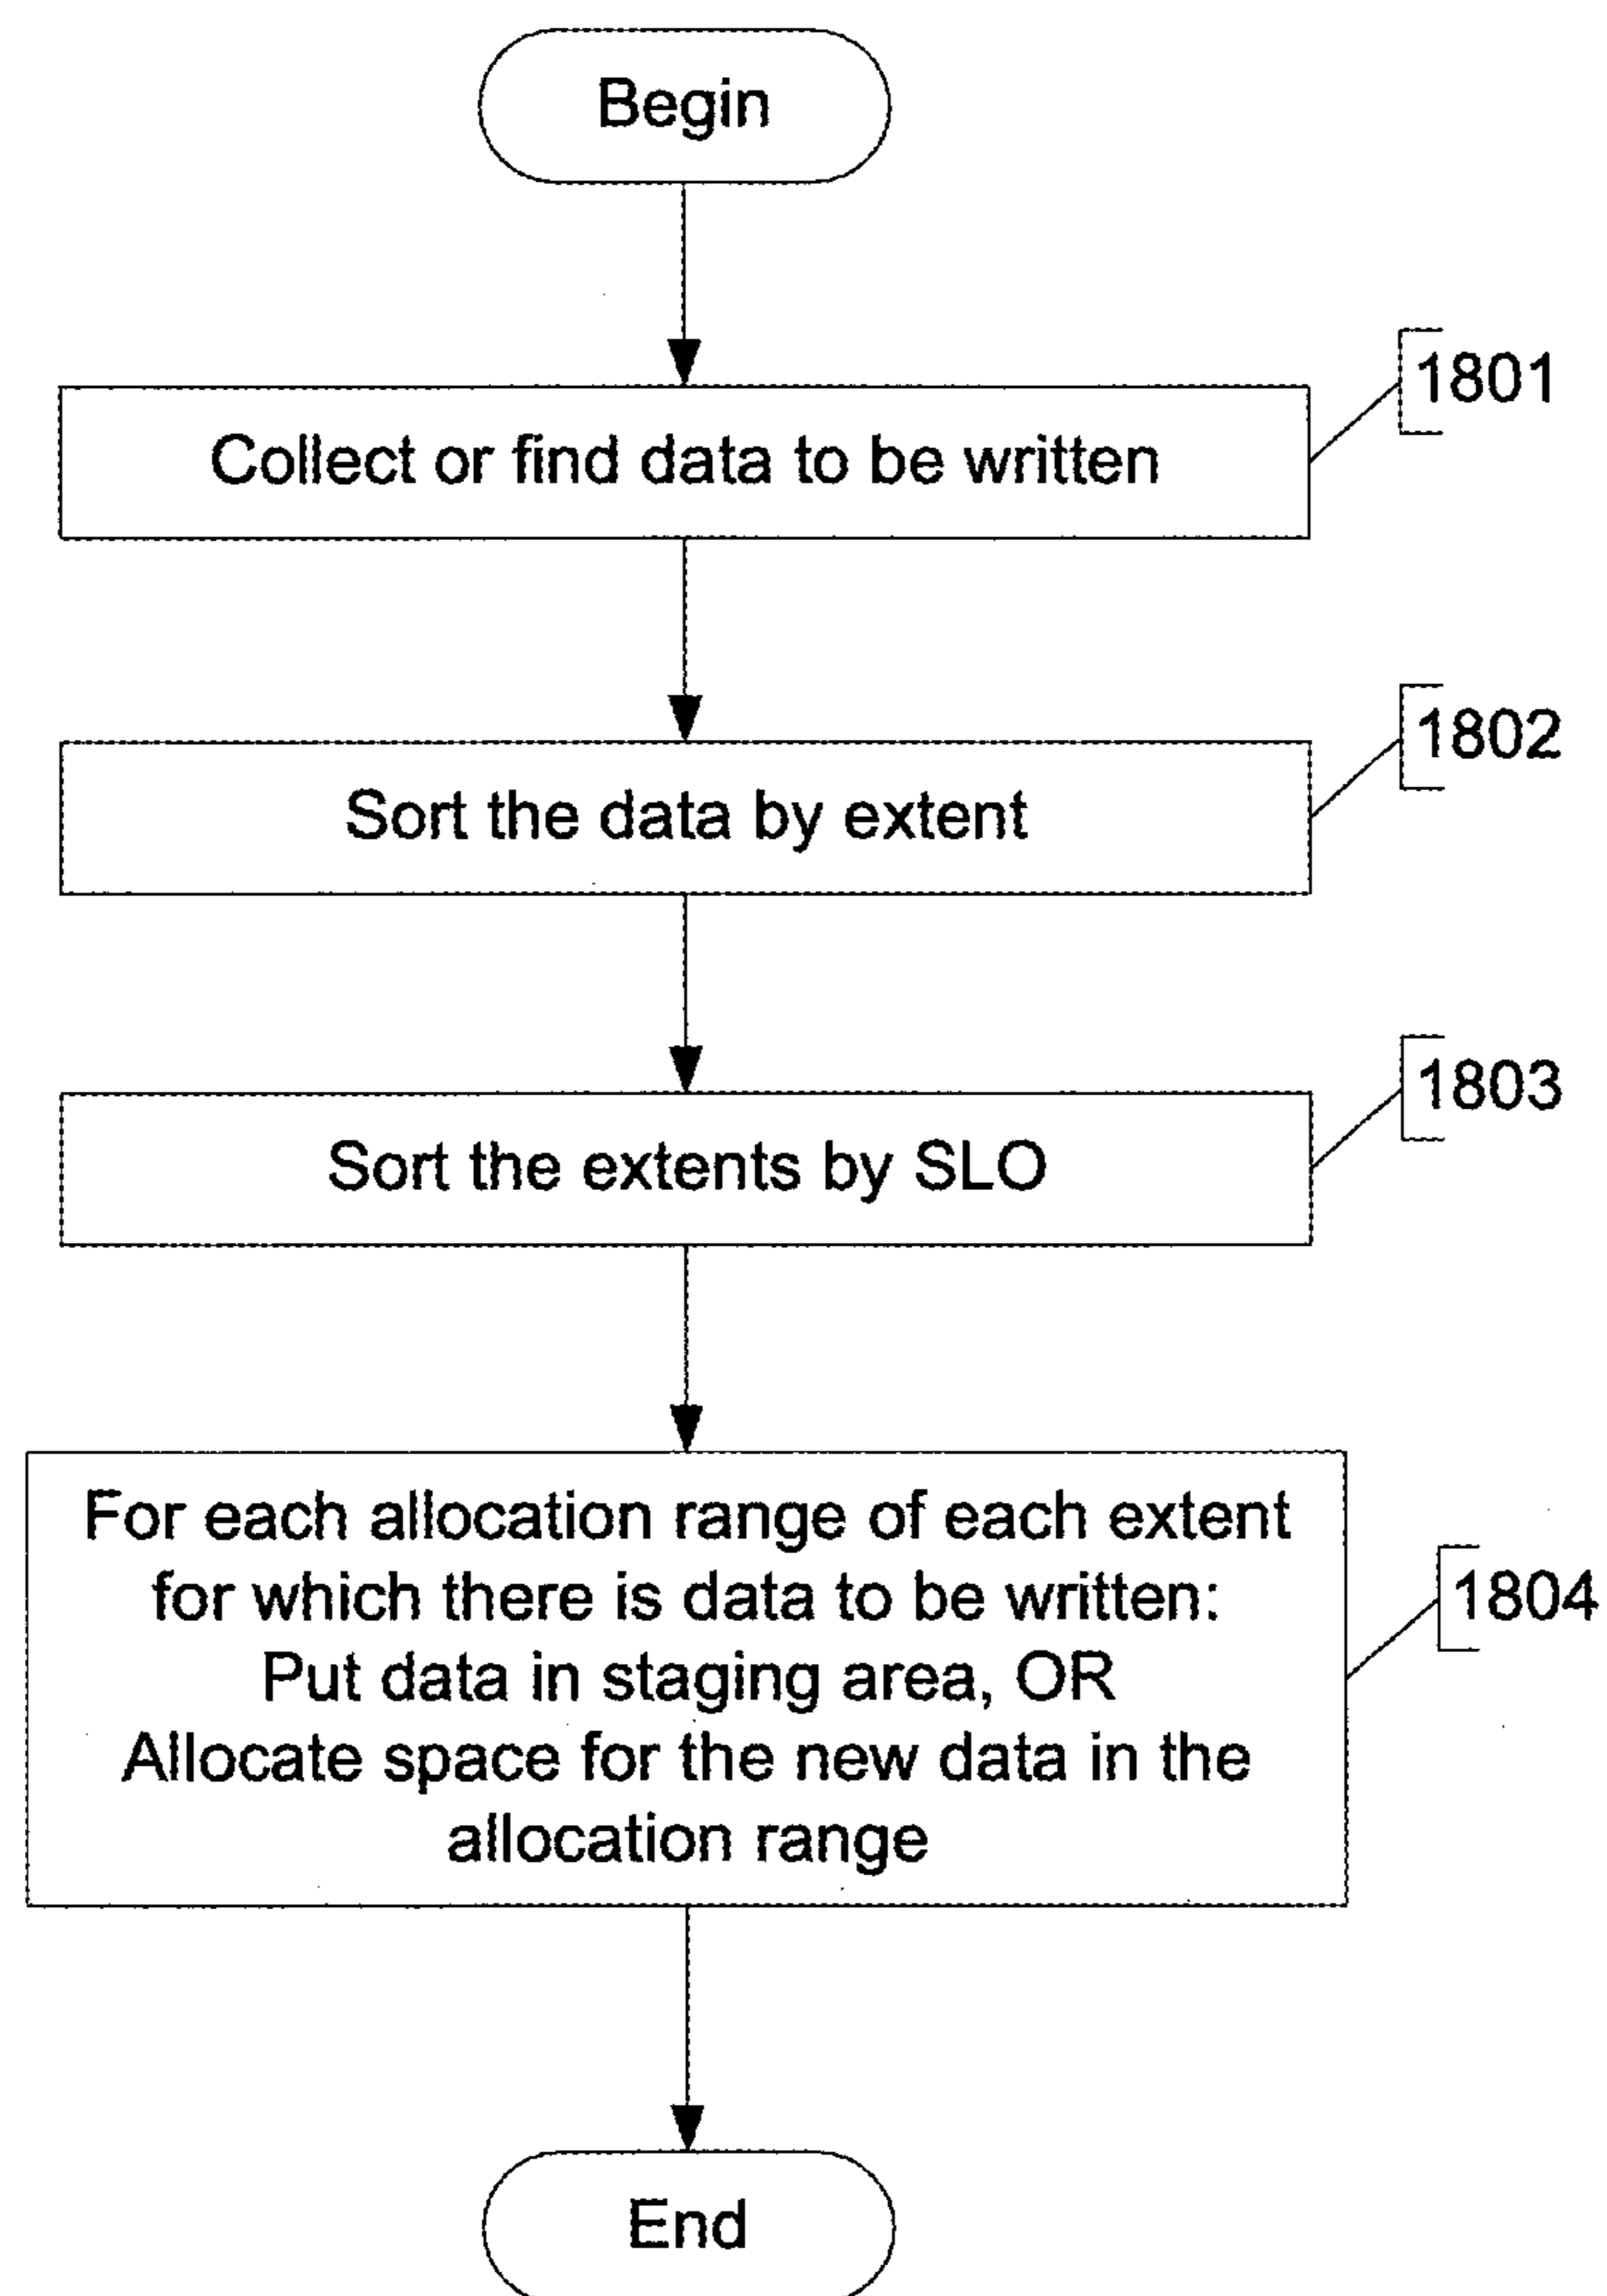 Begin
Collect or find data to be written
1801
Sort the data by extent
1802
Sort the extents by SLO
1803
For each allocation range of each extent
for which there is data to be written:
Put data in staging area, OR
Allocate space for the new data in the
allocation range
1804
End